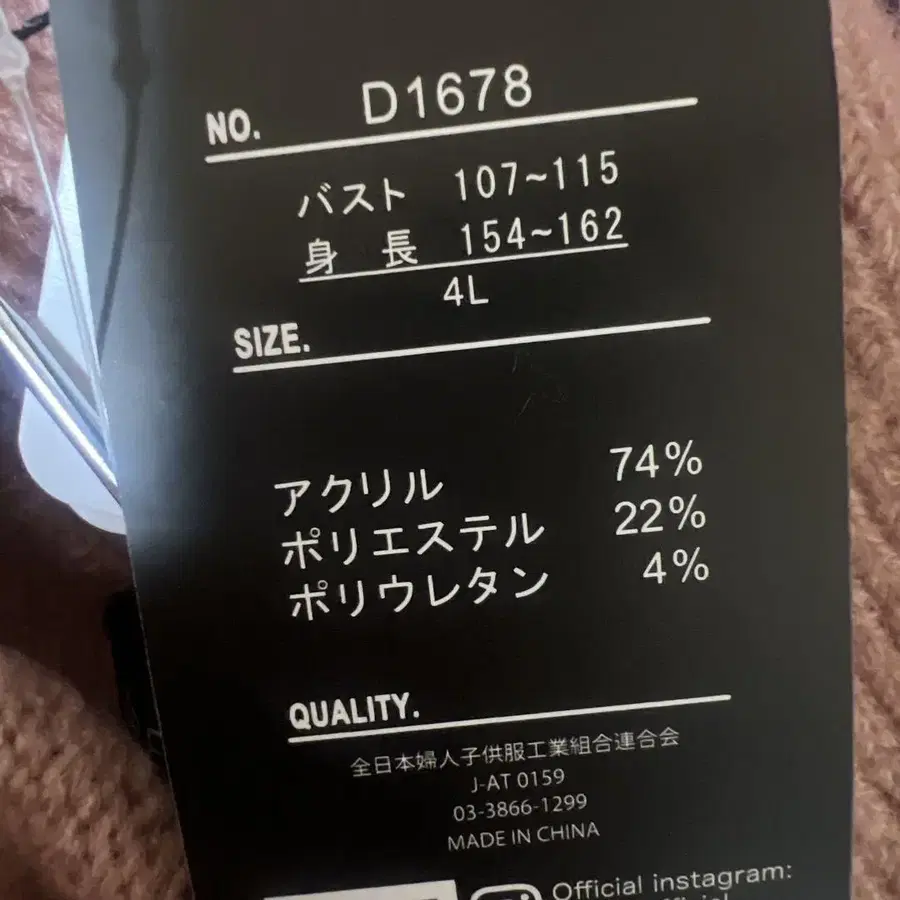 NO. D1678
バスト 107~115
身 長 154~162
4L
SIZE.
アクリル 74%
ポリエステル 22%
ポリウレタン 4%
QUALITY.
全日本婦人子供服工業組合連合会
J-AT 0159
03-3866-1299
MADE IN CHINA
Official instagram: